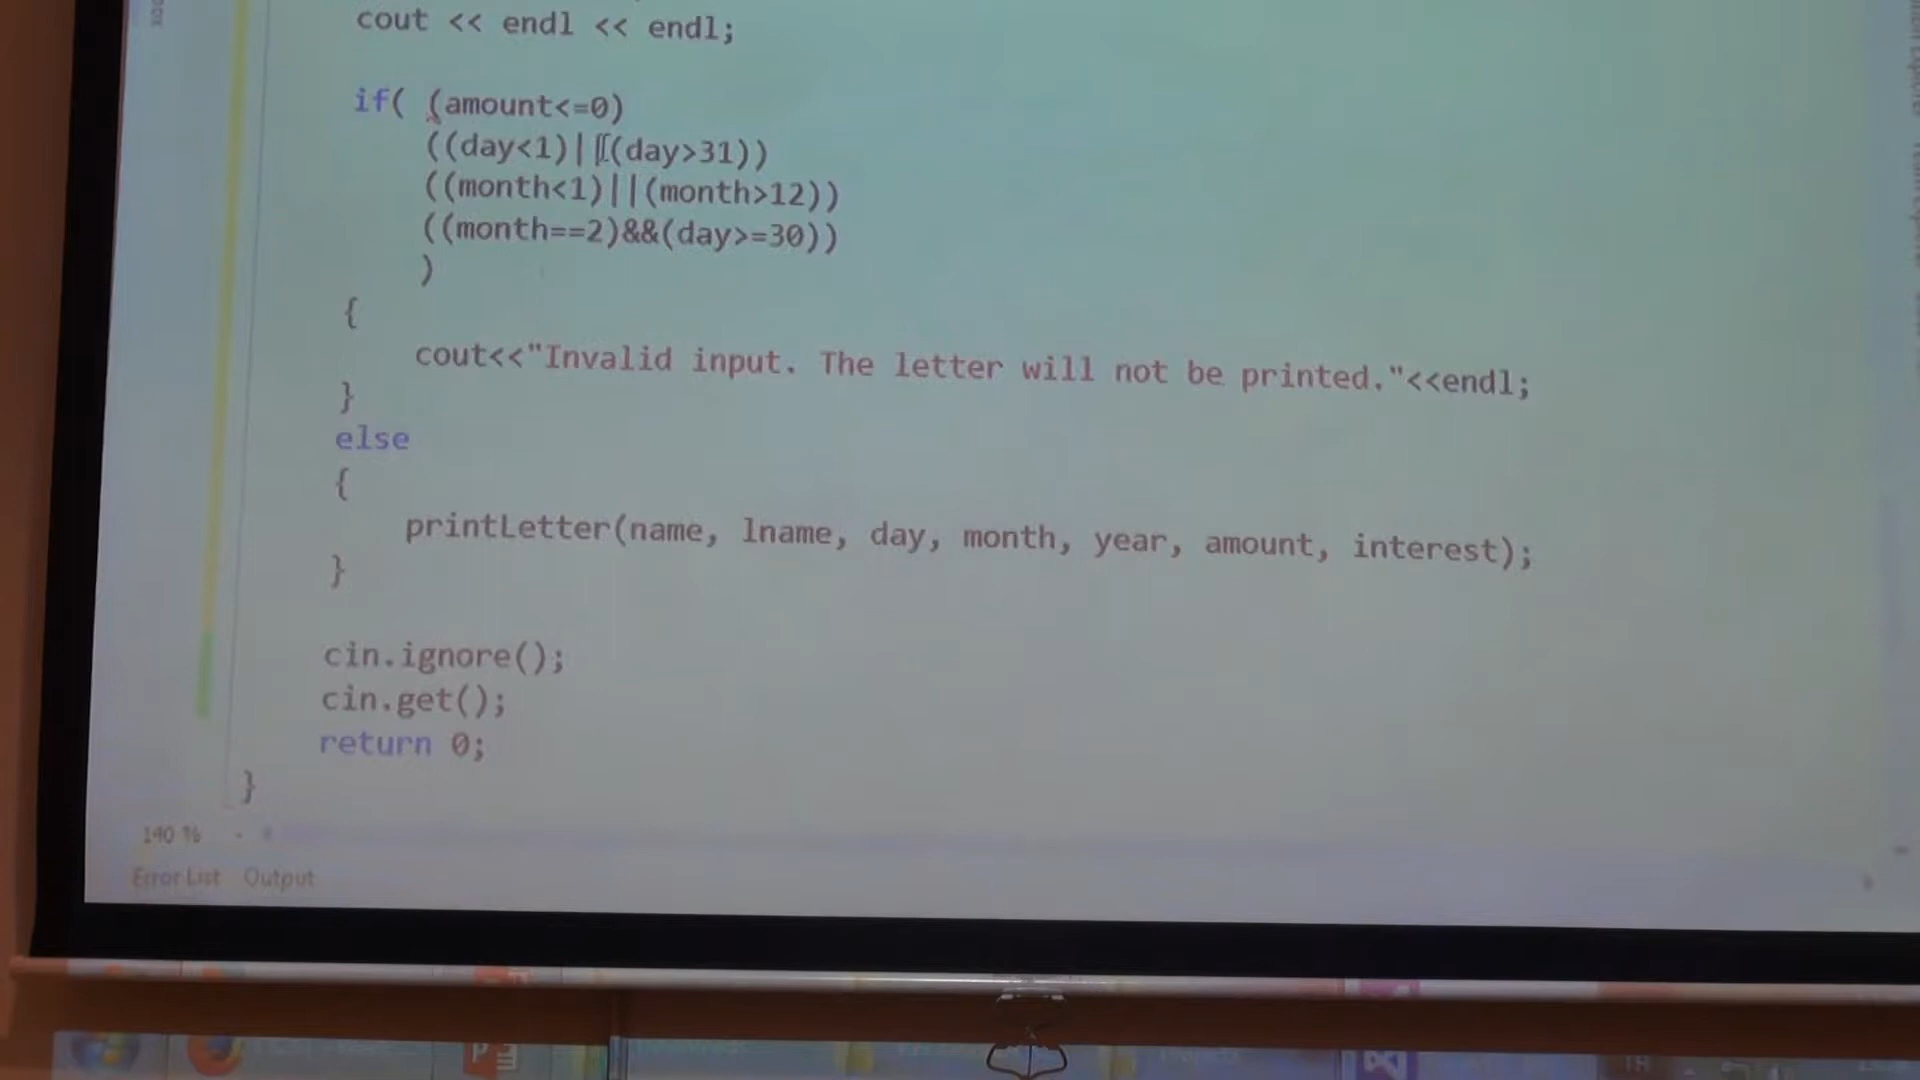 cout << endl << endl;
if( (amount<=0)
((day<1)||(day>31))
((month<1)||(month>12))
((month==2)&&(day>=30))
)
{
cout<<"Invalid input. The letter will not be printed."<<endl;
}
else
{
printLetter(name, lname, day, month, year, amount, interest);
}
cin.ignore();
cin.get();
return 0;
}
140 %
Error List Output